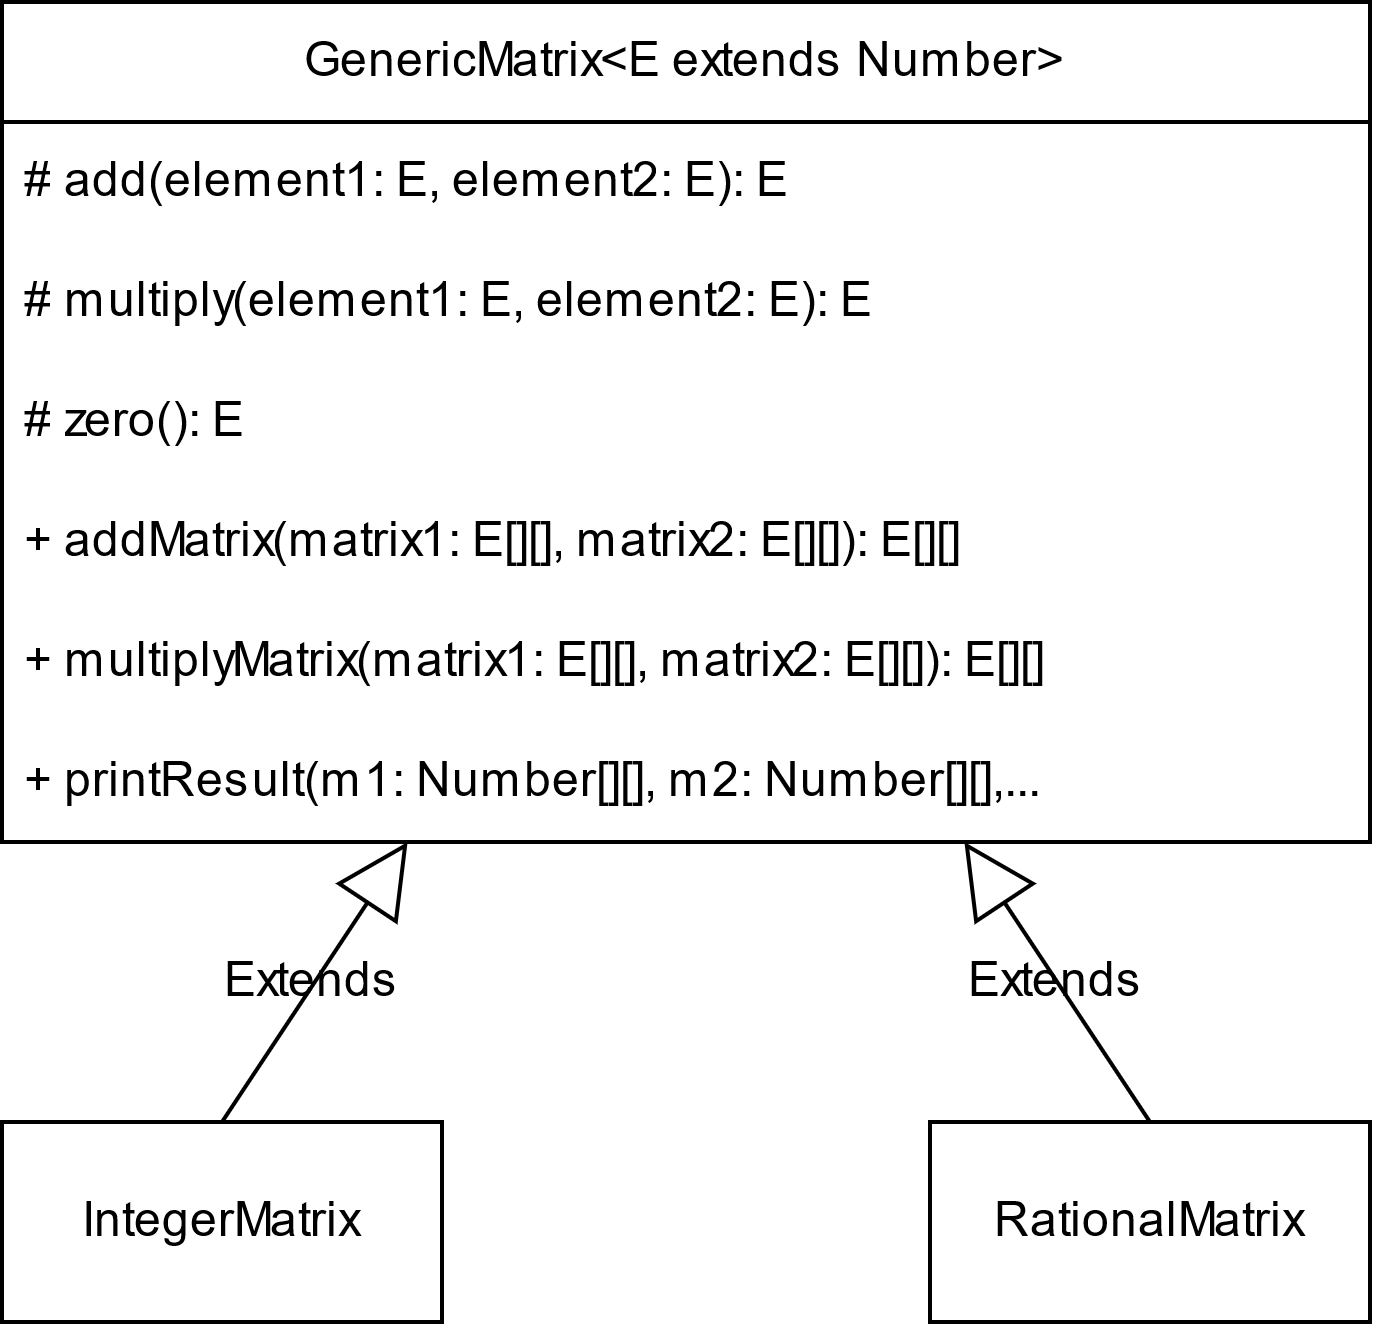 GenericMatrix<E extends Number>
# add(element1: E, element2: E): E
# multiply(element1: E, element2: E): E
# zero(): E
+ addMatrix(matrix1: E[][], matrix2: E[][]): E[][]
+ multiplyMatrix(matrix1: E[][], matrix2: E[][]): E[][]
+ printResult(m1: Number[][], m2: Number[][],...
Extends
Extends
IntegerMatrix
RationalMatrix